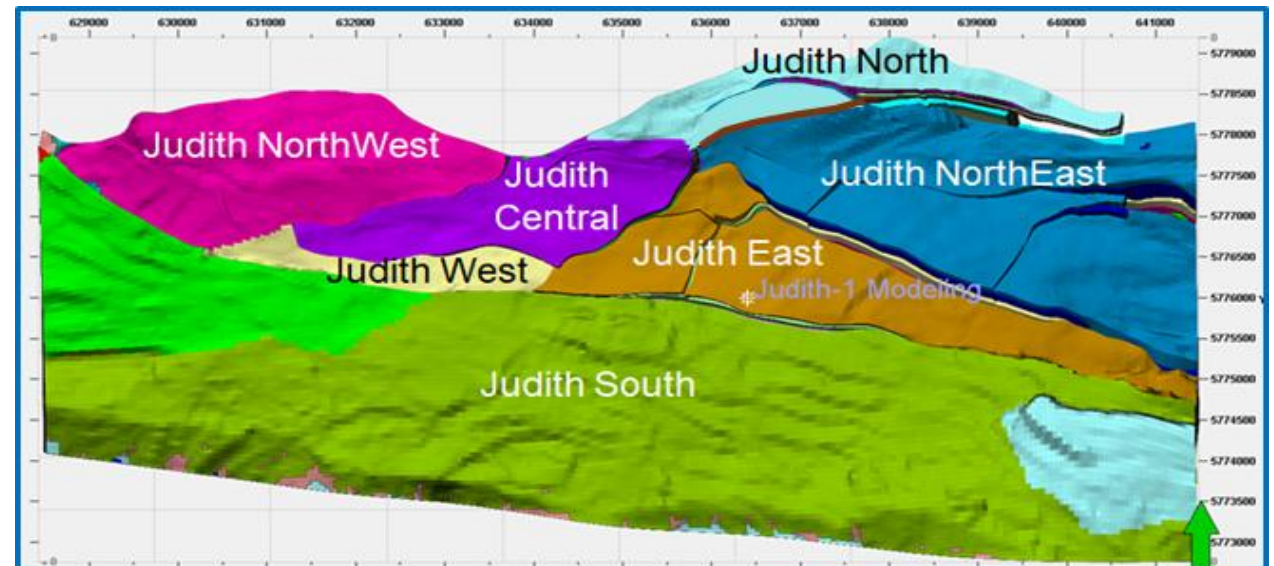 629000 630000 631000 632000 633000 634000 635000 636000 637000 638000 639000 640000 641000
5779000
Judith North
5778500
5778000
Judith NorthWest
Judith
Central
Judith NorthEast
5777500
5777000
Judith West
Judith East
5776500
Judith-1 Modeling
5776000
5775500
Judith South
5775000
5774500
5774000
5773500
5773000